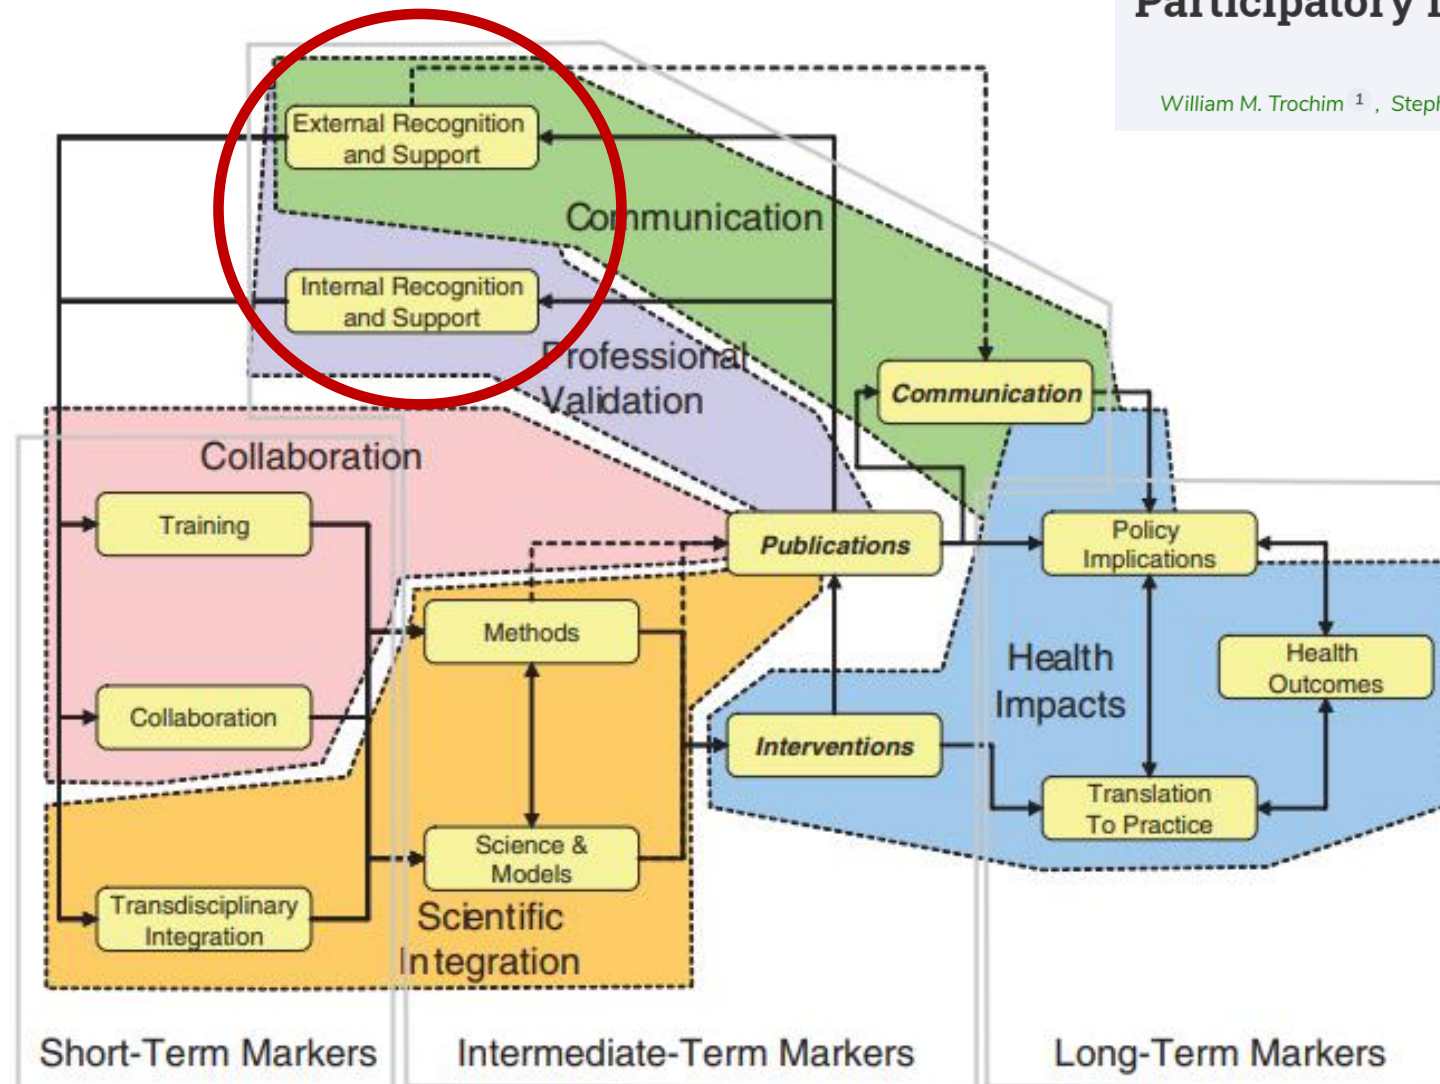 Participatory
William M. Trochim 1 , Steph
External Recognition
and Support
Communication
Internal Recognition
and Support
Professional
Validation
Communication
Collaboration
Training
Publications
Policy
Implications
Methods
Health
Impacts
Health
Outcomes
Collaboration
Interventions
Translation
To Practice
Science &
Models
Transdisciplinary
Integration
Scientific
Integration
Short-Term Markers
Intermediate-Term Markers
Long-Term Markers